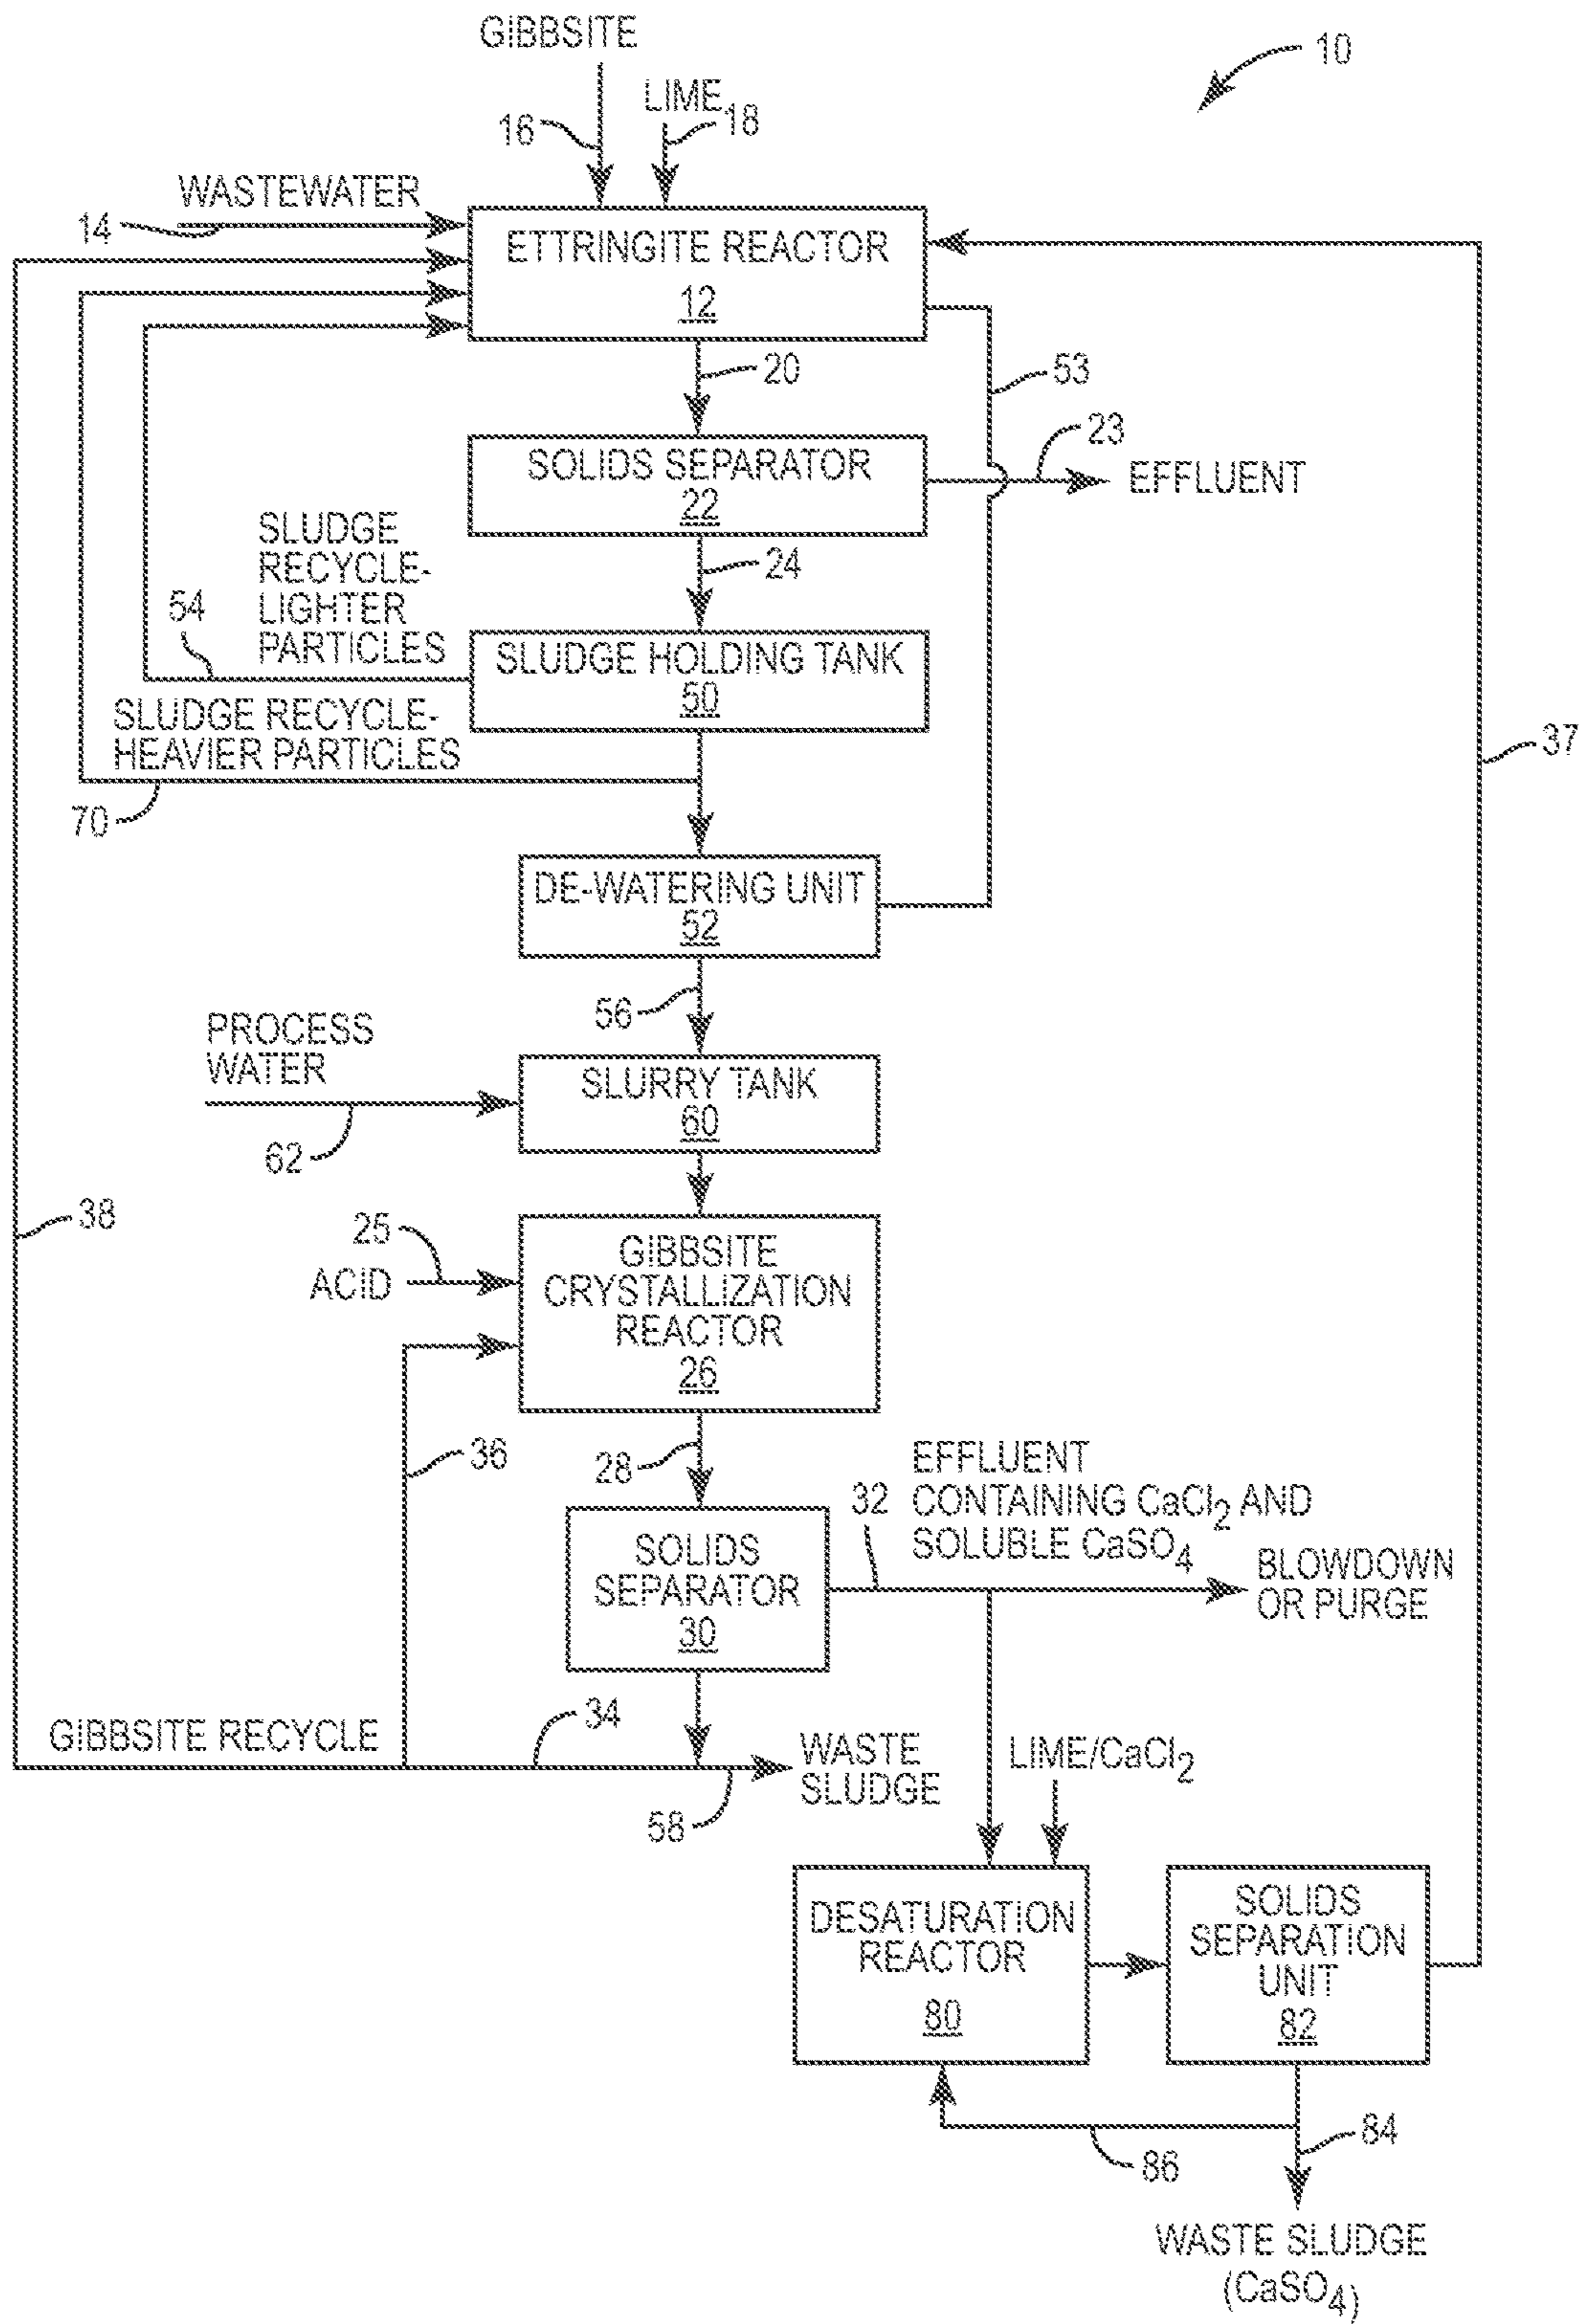 GIBBSITE
10
LIME
16
18
WASTEWATER
14
ETTRINGITE REACTOR
12
20
53
23
SOLIDS SEPARATOR
22
EFFLUENT
SLUDGE
RECYCLE-
LIGHTER
PARTICLES
24
54
SLUDGE HOLDING TANK
50
SLUDGE RECYCLE-
HEAVIER PARTICLES
37
70
DE-WATERING UNIT
52
56
PROCESS
WATER
SLURRY TANK
60
62
38
25
ACID
GIBBSITE
CRYSTALLIZATION
REACTOR
26
36
28
32
EFFLUENT
CONTAINING CaCl2 AND
SOLUBLE CaSO4
SOLIDS
SEPARATOR
30
BLOWDOWN
OR PURGE
GIBBSITE RECYCLE
34
WASTE
SLUDGE
58
LIME/CaCl2
DESATURATION
REACTOR
80
SOLIDS
SEPARATION
UNIT
82
86
84
WASTE SLUDGE
(CaSO4)